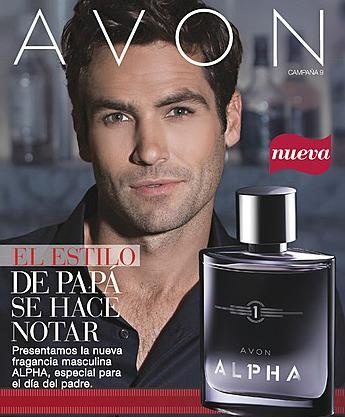 AVON
CAMPAÑA 9
nueva
EL ESTILO
DE PAPÁ
SE HACE
NOTAR
Presentamos la nueva
fragancia masculina
ALPHA, especial para
el día del padre.
1
AVON
ALPHA